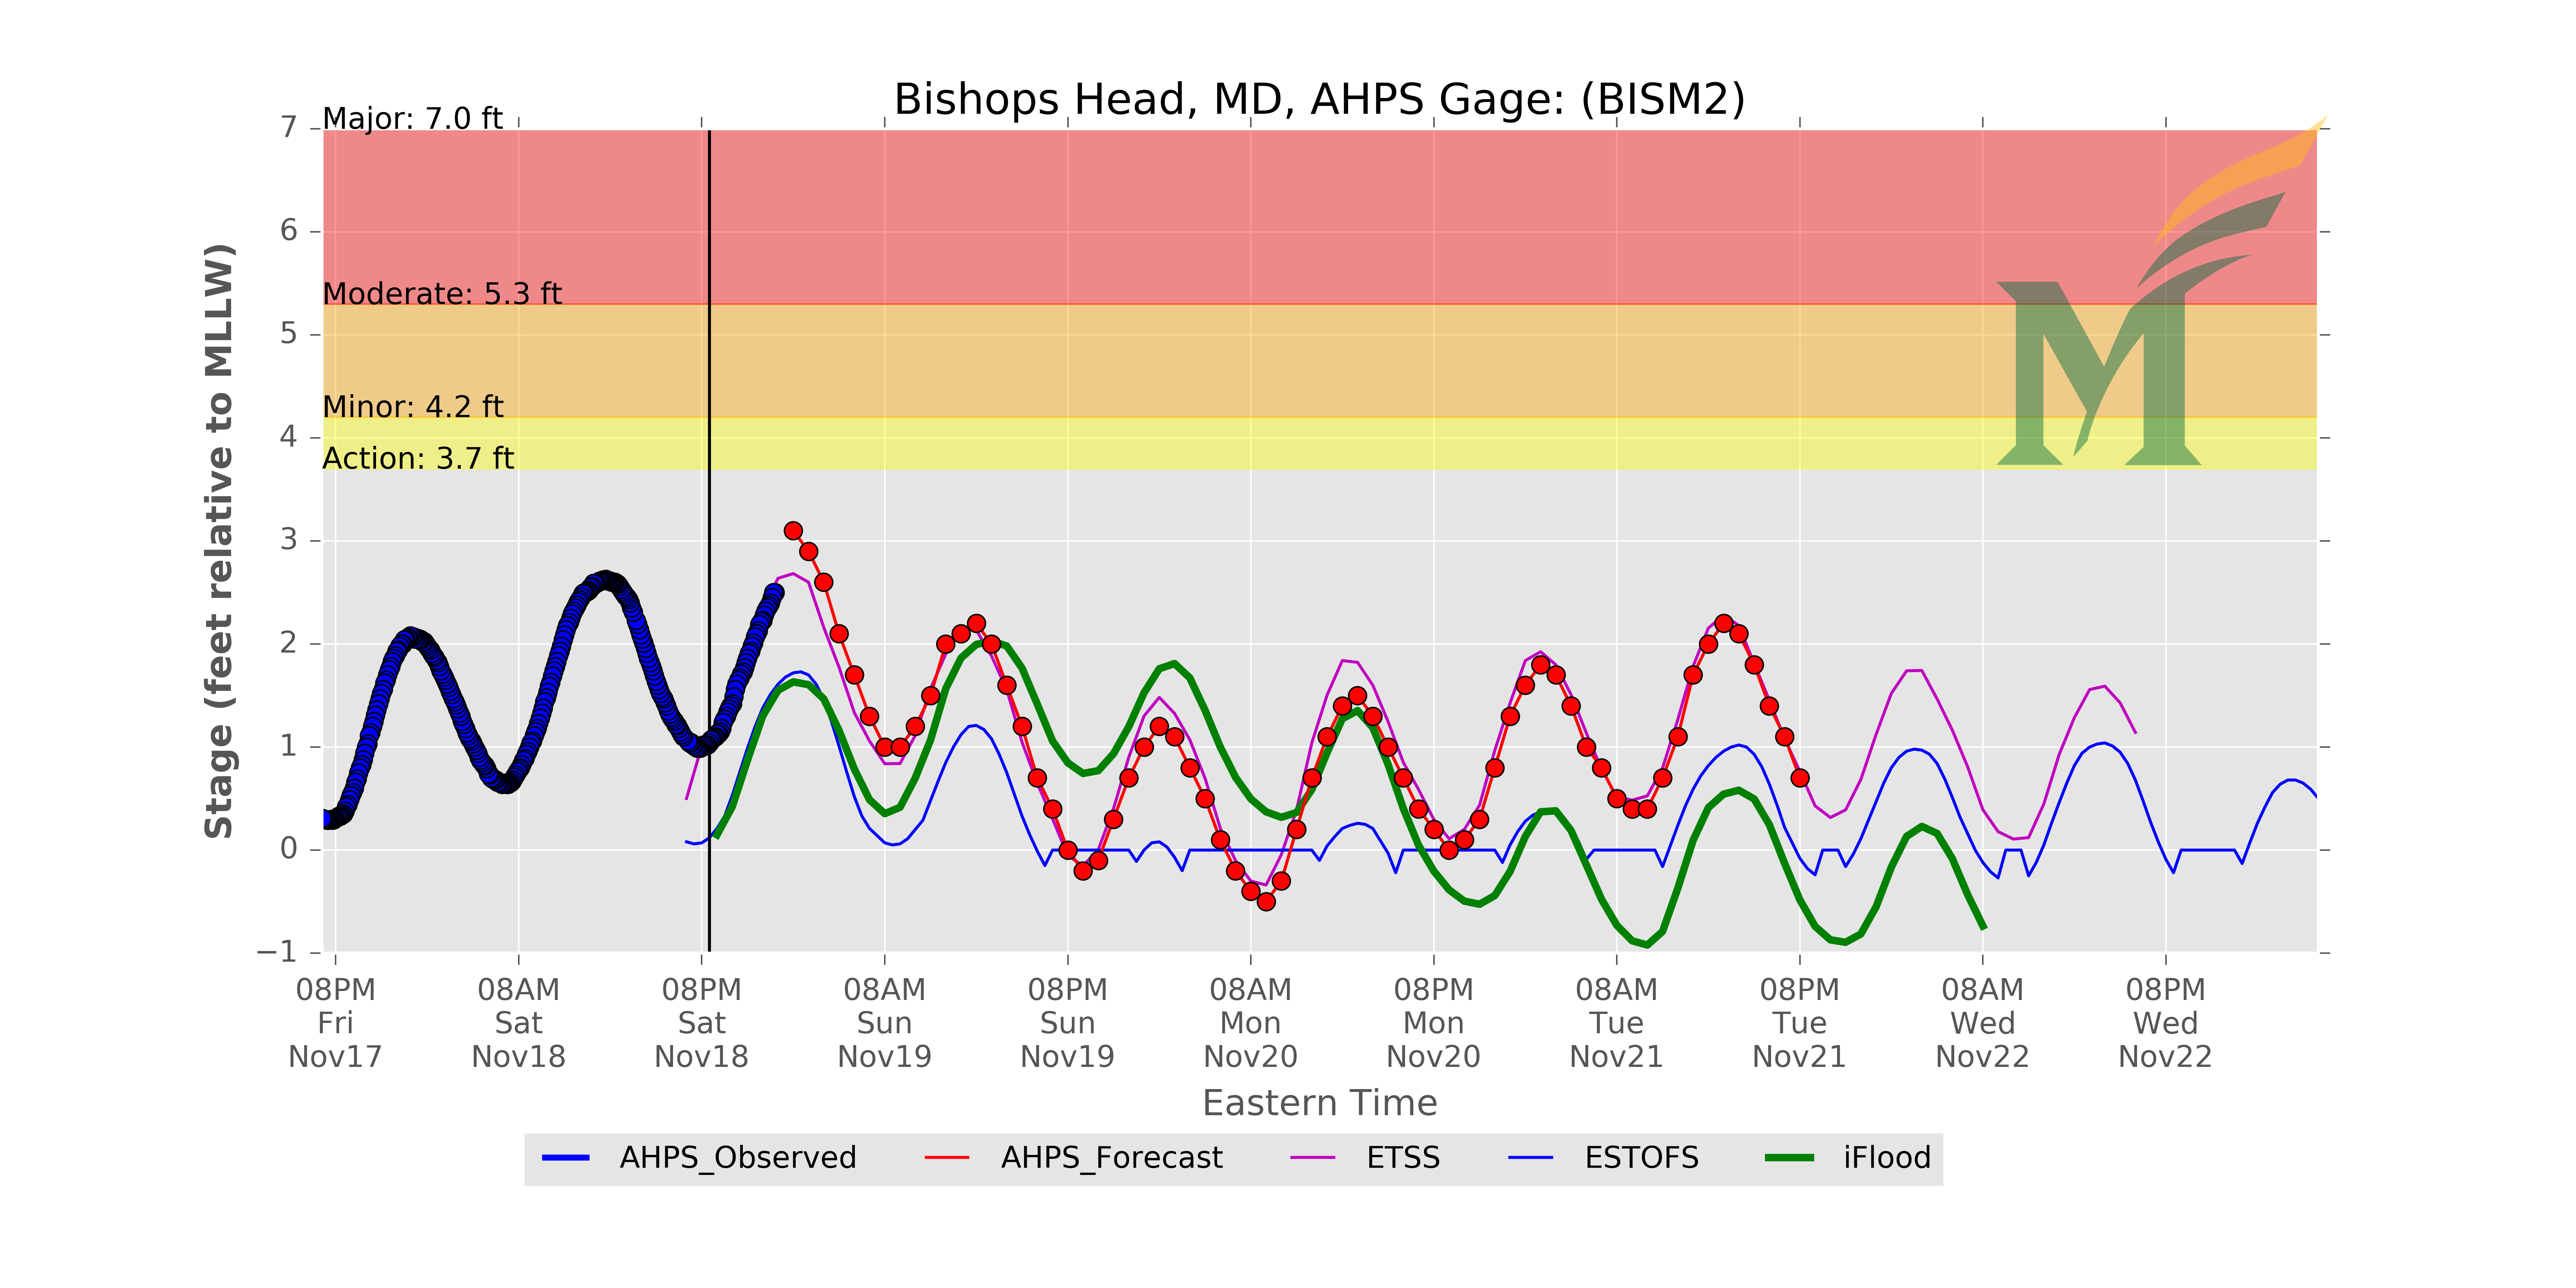 Bishops Head, MD, AHPS Gage: (BISM2)
Stage (feet relative to MLLW)
7
6
5
4
3
2
1
0
−1
Major: 7.0 ft
Moderate: 5.3 ft
Minor: 4.2 ft
Action: 3.7 ft
M
08PM
Fri
Nov17
08AM
Sat
Nov18
08PM
Sat
Nov18
08AM
Sun
Nov19
08PM
Sun
Nov19
08AM
Mon
Nov20
08PM
Mon
Nov20
08AM
Tue
Nov21
08PM
Tue
Nov21
08AM
Wed
Nov22
08PM
Wed
Nov22
Eastern Time
AHPS_Observed AHPS_Forecast ETSS ESTOFS iFlood